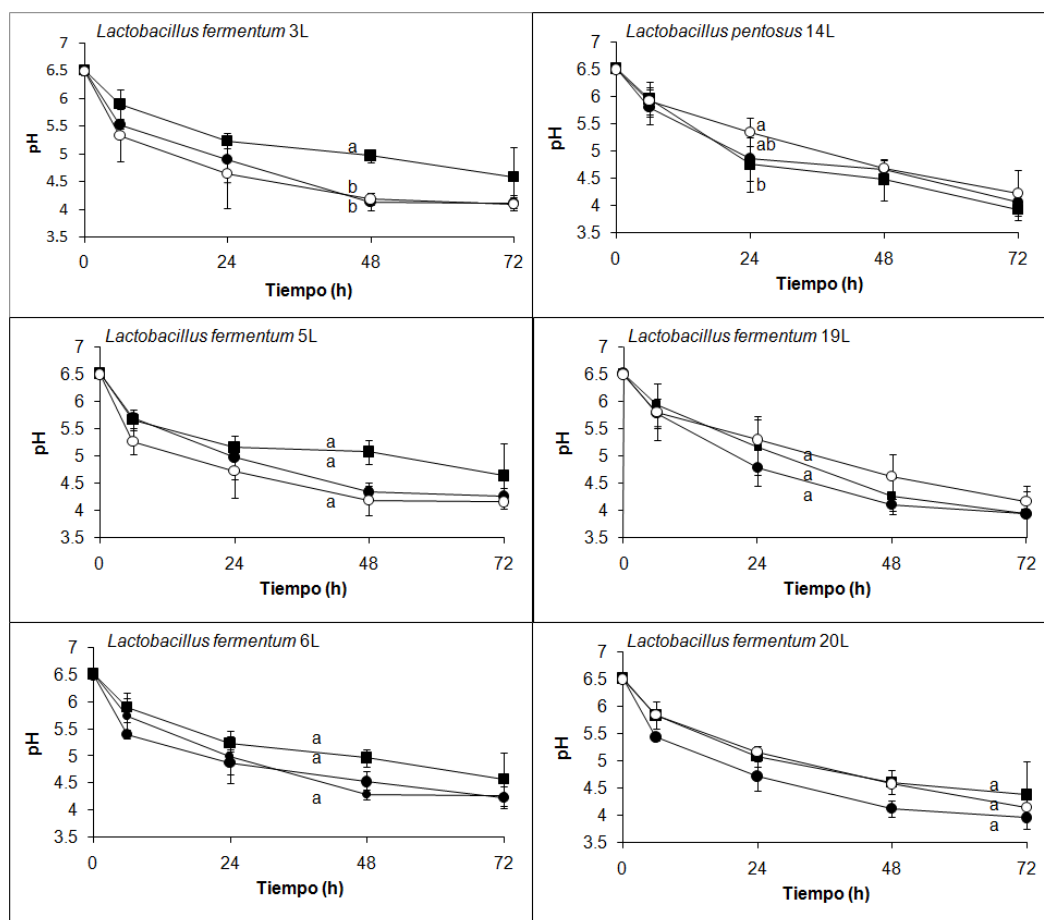 Lactobacillus fermentum 3L
7
6.5
6
5.5
5
4.5
4
3.5
pH
a
b
b
0 24 48 72
Tiempo (h)
Lactobacillus pentosus 14L
7
6.5
6
5.5
5
4.5
4
3.5
pH
a
ab
b
0 24 48 72
Tiempo (h)
Lactobacillus fermentum 5L
7
6.5
6
5.5
5
4.5
4
3.5
pH
a
a
a
0 24 48 72
Tiempo (h)
Lactobacillus fermentum 19L
7
6.5
6
5.5
5
4.5
4
3.5
pH
a
a
a
0 24 48 72
Tiempo (h)
Lactobacillus fermentum 6L
7
6.5
6
5.5
5
4.5
4
3.5
pH
a
a
a
0 24 48 72
Tiempo (h)
Lactobacillus fermentum 20L
7
6.5
6
5.5
5
4.5
4
3.5
pH
a
a
a
0 24 48 72
Tiempo (h)